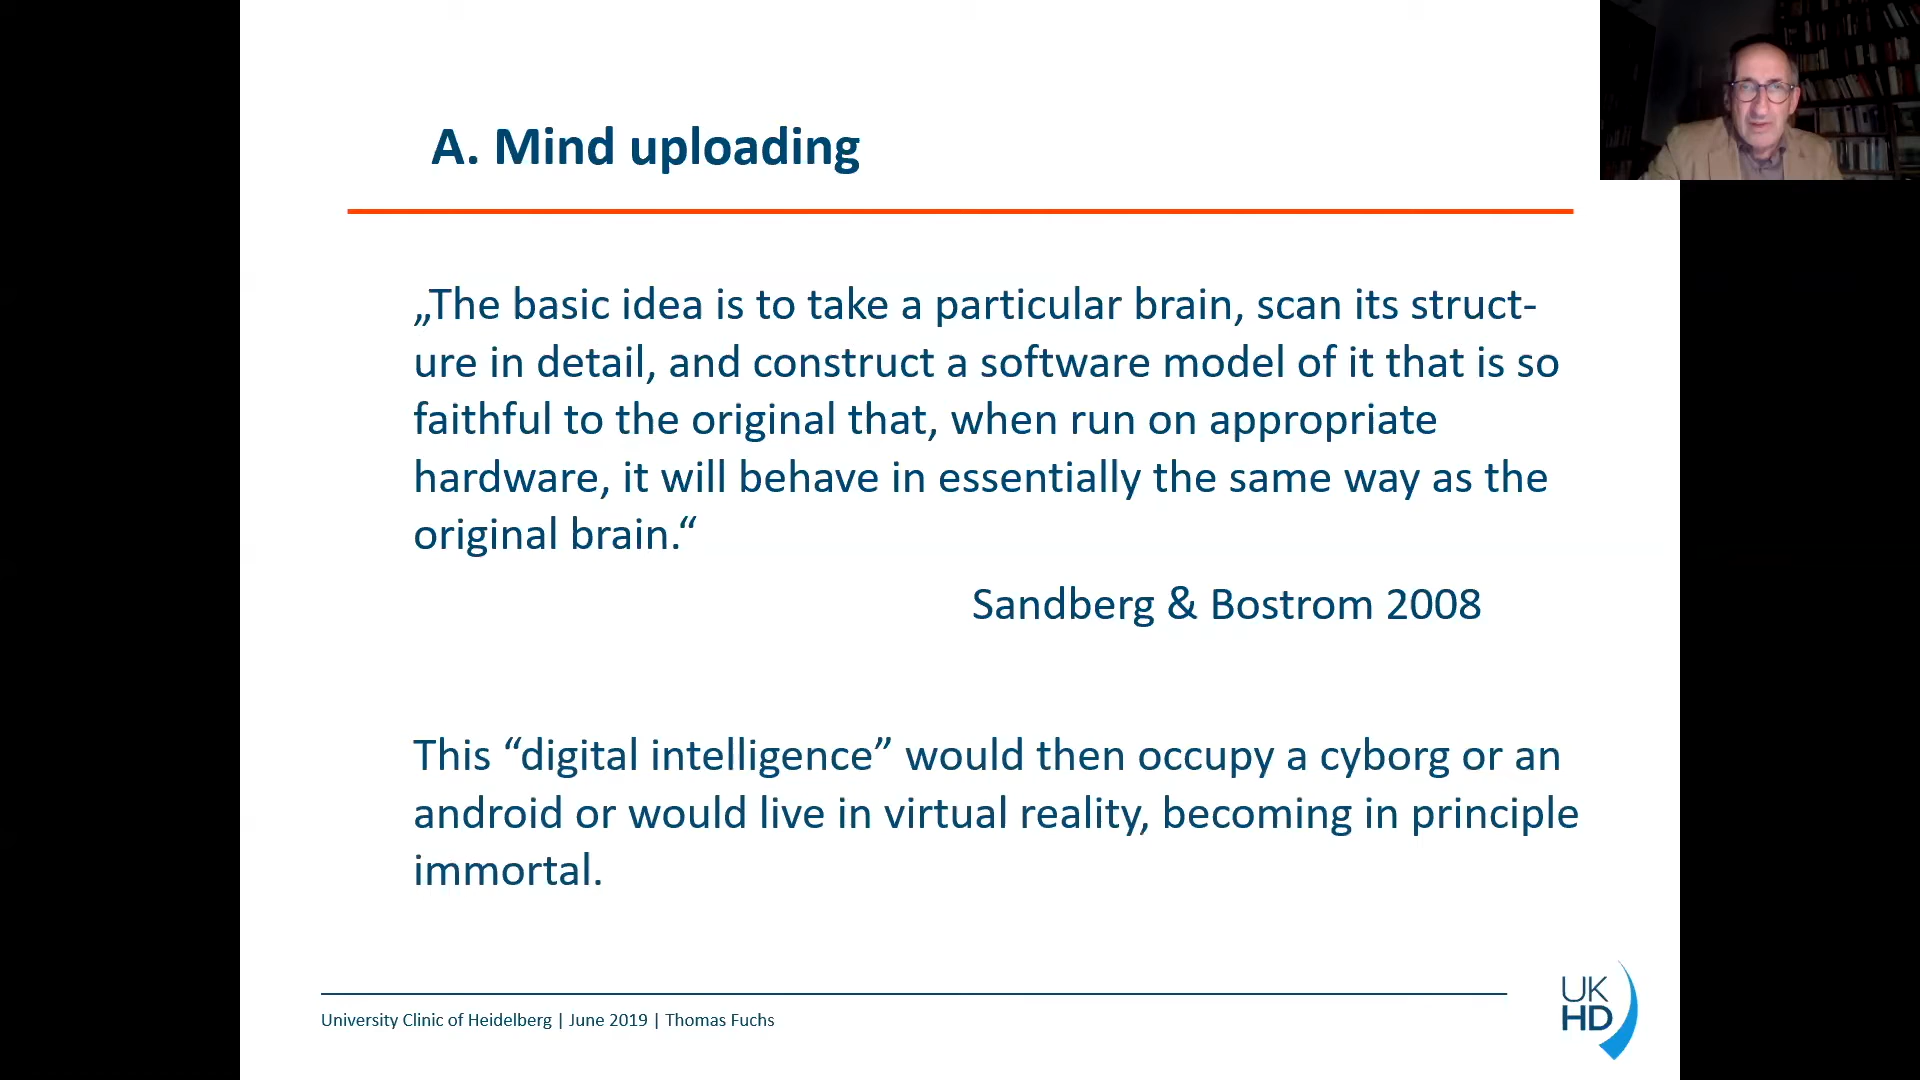 A. Mind uploading
„The basic idea is to take a particular brain, scan its struct-
ure in detail, and construct a software model of it that is so
faithful to the original that, when run on appropriate
hardware, it will behave in essentially the same way as the
original brain.“
Sandberg & Bostrom 2008
This “digital intelligence” would then occupy a cyborg or an
android or would live in virtual reality, becoming in principle
immortal.
University Clinic of Heidelberg | June 2019 | Thomas Fuchs
UK
HD